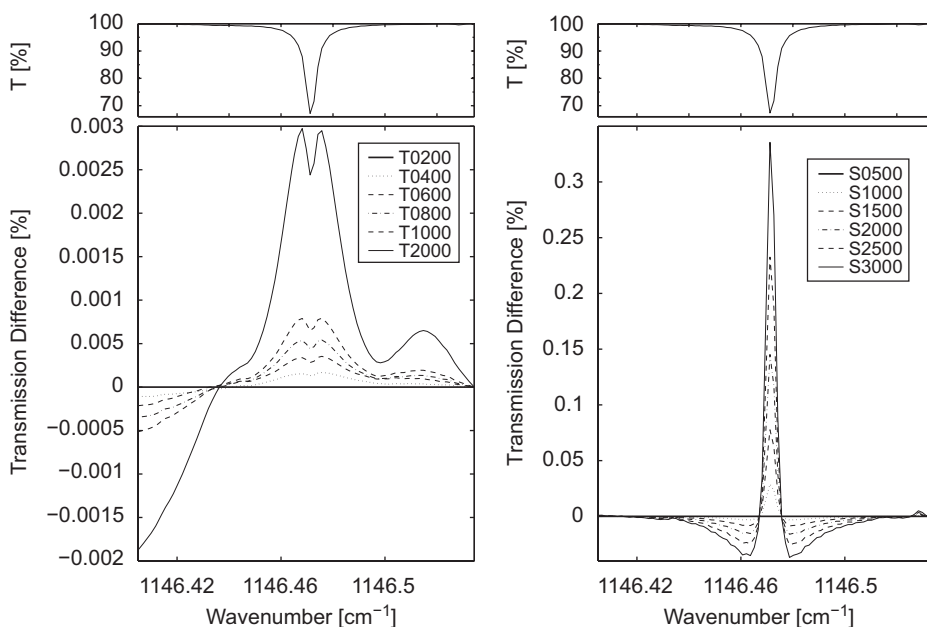 100
90
80
70
T [%]
0.003
0.0025
0.002
0.0015
0.001
0.0005
0
−0.0005
−0.001
−0.0015
−0.002
Transmission Difference [%]
T0200
T0400
T0600
T0800
T1000
T2000
1146.42
1146.46
1146.5
Wavenumber [cm⁻¹]
100
90
80
70
T [%]
0.3
0.25
0.2
0.15
0.1
0.05
0
Transmission Difference [%]
S0500
S1000
S1500
S2000
S2500
S3000
1146.42
1146.46
1146.5
Wavenumber [cm⁻¹]